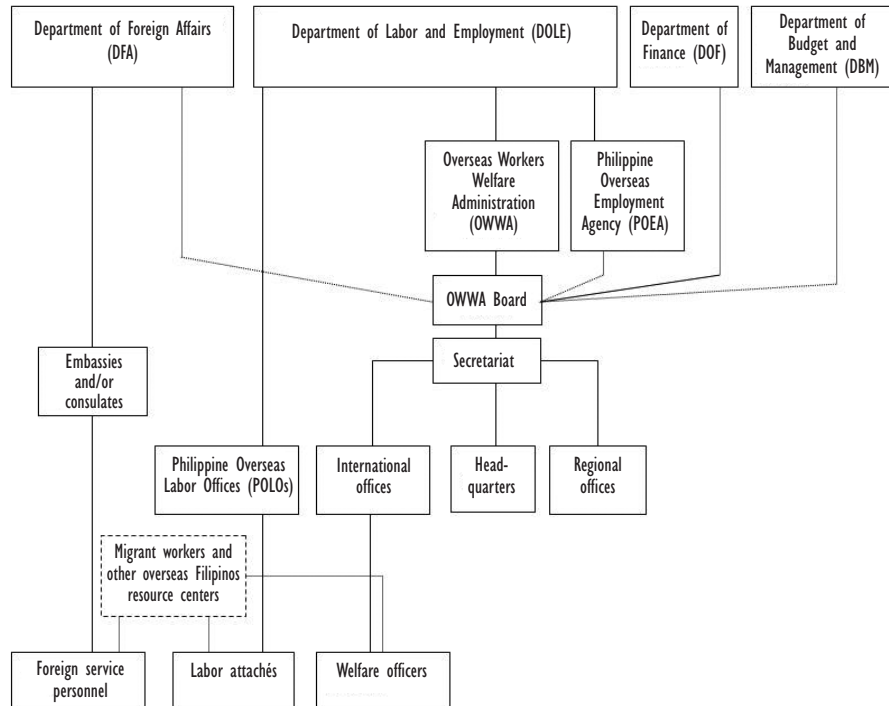 Department of Foreign Affairs
(DFA)
Department of Labor and Employment (DOLE)
Department of
Finance (DOF)
Department of
Budget and
Management (DBM)
Overseas Workers
Welfare
Administration
(OWWA)
Philippine
Overseas
Employment
Agency (POEA)
OWWA Board
Secretariat
Embassies
and/or
consulates
Philippine Overseas
Labor Offices (POLOs)
International
offices
Head-
quarters
Regional
offices
Migrant workers and
other overseas Filipinos
resource centers
Foreign service
personnel
Labor attachés
Welfare officers